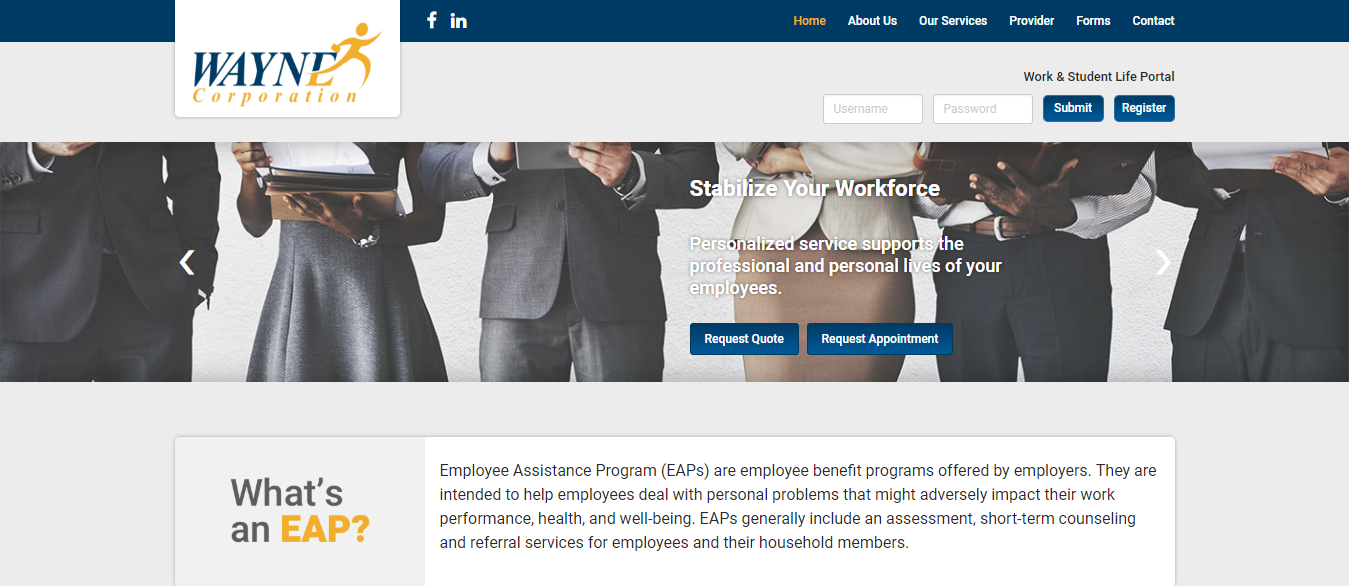 WAYNE
Corporation
Home About Us Our Services Provider Forms Contact
Work & Student Life Portal
Username Password Submit Register
Stabilize Your Workforce
Personalized service supports the
professional and personal lives of your
employees.
Request Quote Request Appointment
What's
an EAP?
Employee Assistance Program (EAPs) are employee benefit programs offered by employers. They are
intended to help employees deal with personal problems that might adversely impact their work
performance, health, and well-being. EAPs generally include an assessment, short-term counseling
and referral services for employees and their household members.